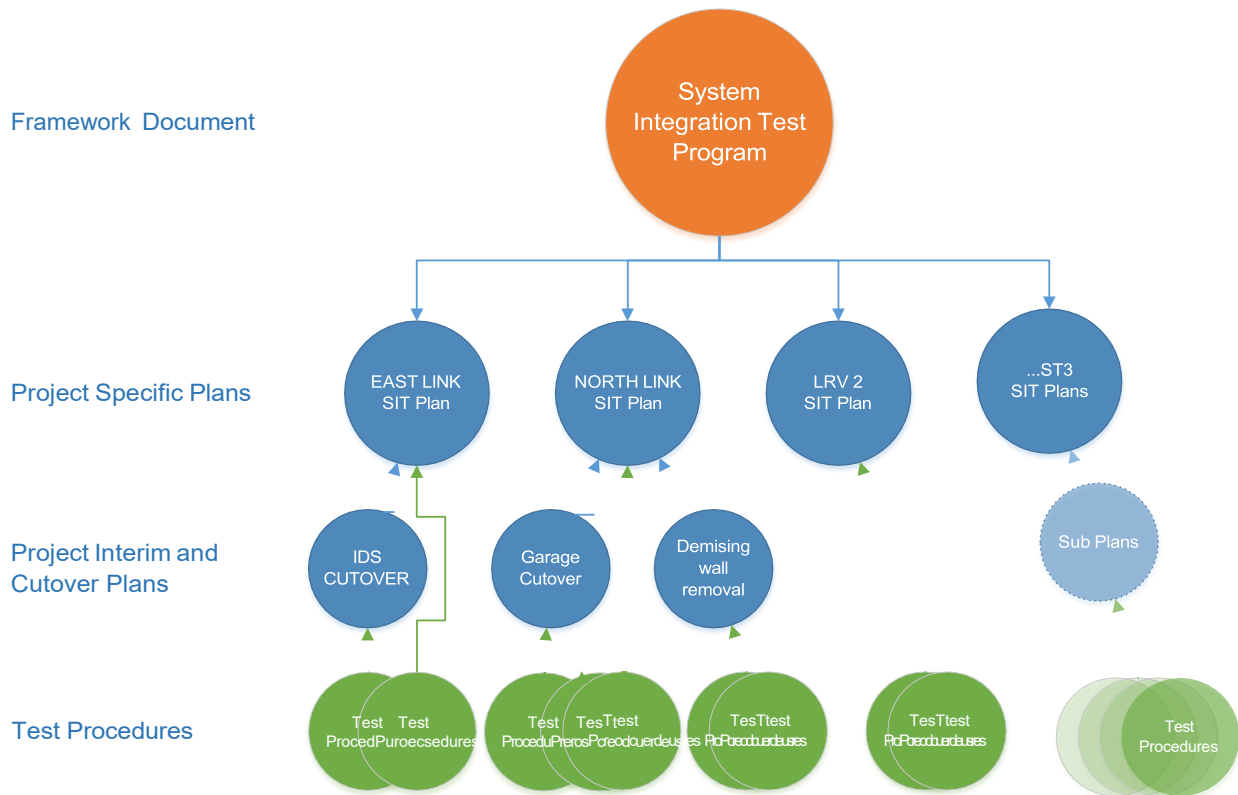 System
Integration Test
Program
Framework Document
EAST LINK
SIT Plan
NORTH LINK
SIT Plan
LRV 2
SIT Plan
...ST3
SIT Plans
Project Specific Plans
IDS
CUTOVER
Garage
Cutover
Demising
wall
removal
Sub Plans
Project Interim and
Cutover Plans
Test Procedures
Test
Test
Test
Test
Test
Procedures